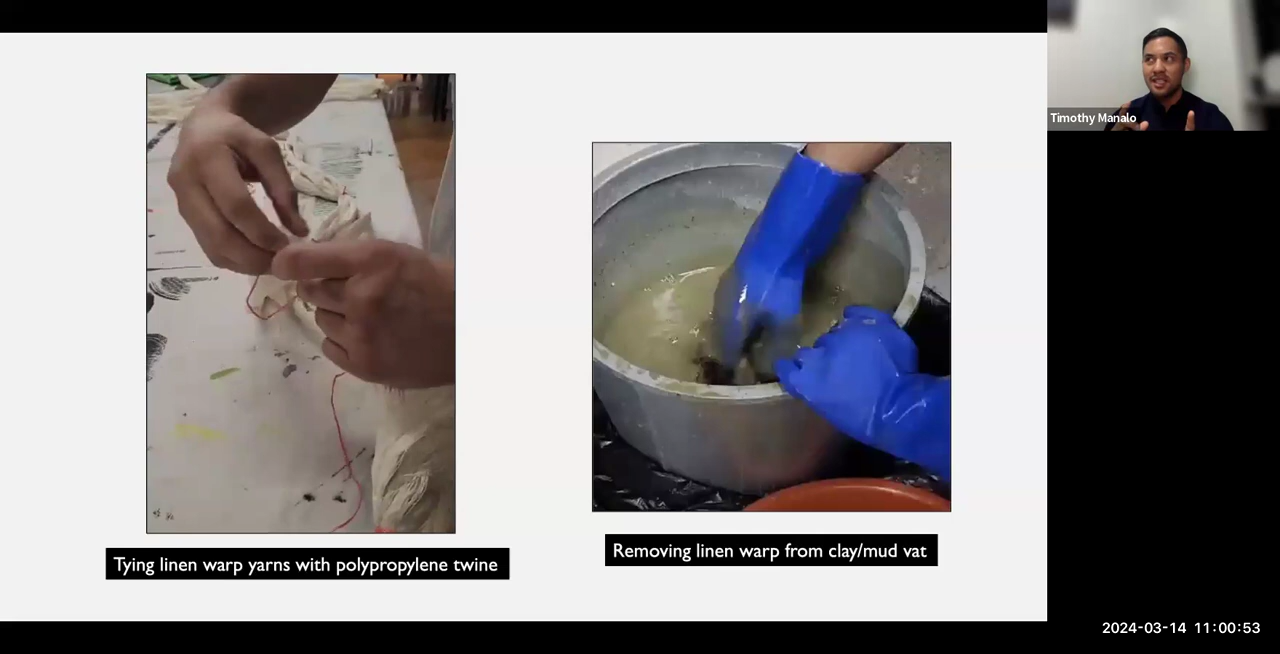 Timothy Manalo
Tying linen warp yarns with polypropylene twine
Removing linen warp from clay/mud vat
2024-03-14 11:00:53